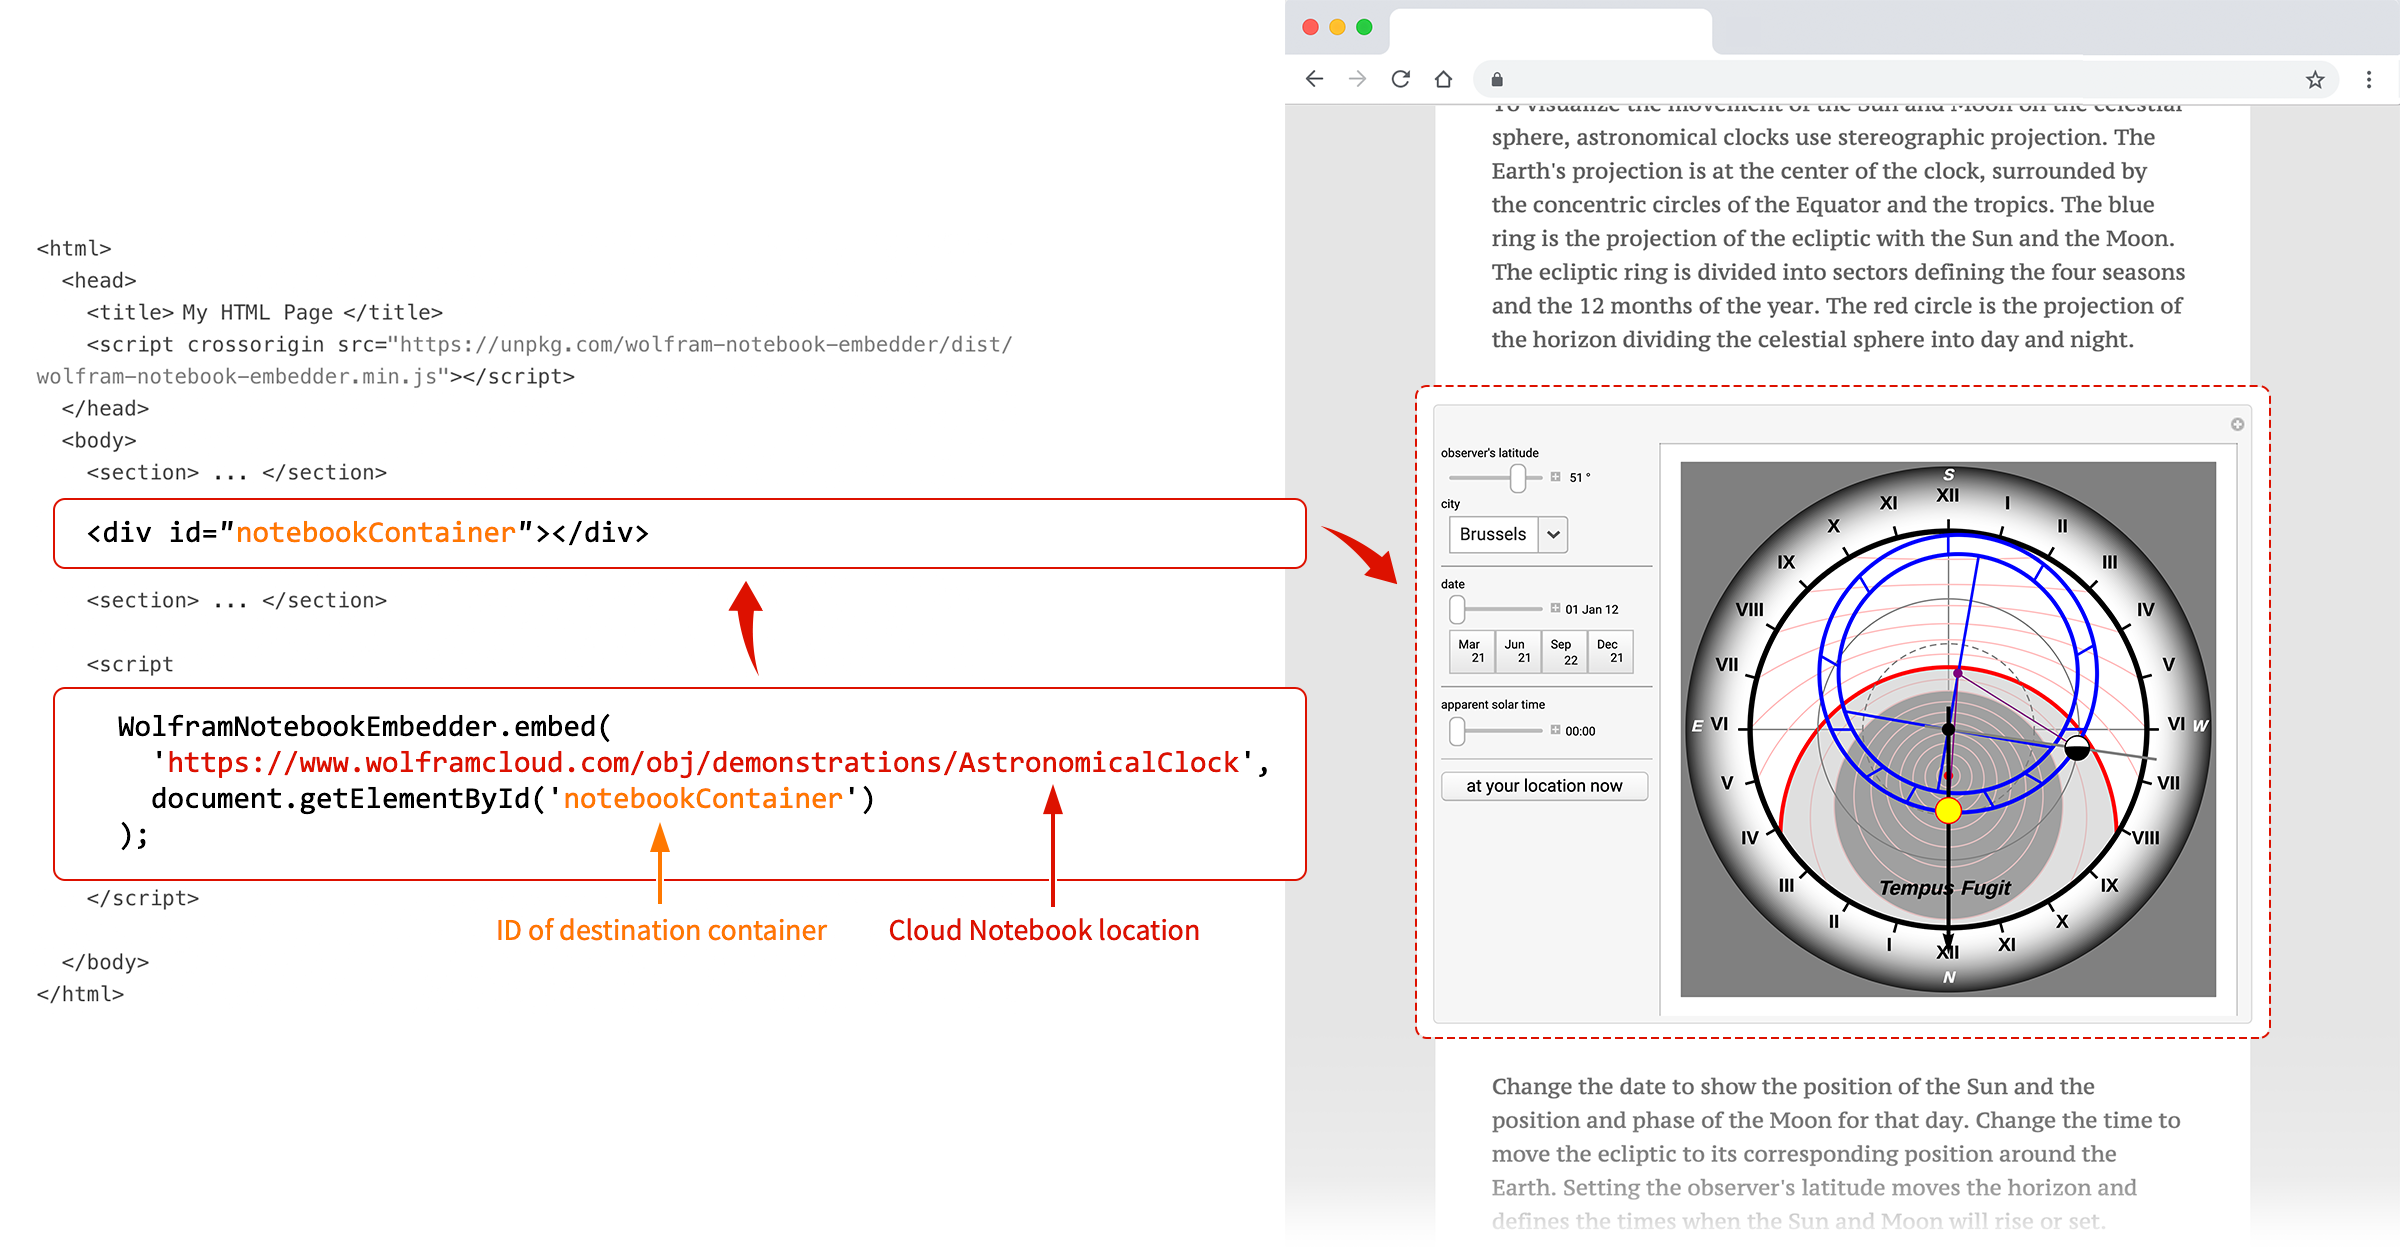 <html>
<head>
<title> My HTML Page </title>
<script crossorigin src="https://unpkg.com/wolfram-notebook-embedder/dist/
wolfram-notebook-embedder.min.js"></script>
</head>
<body>
<section> ... </section>
<div id="notebookContainer"></div>
<section> ... </section>
<script
WolframNotebookEmbedder.embed(
'https://www.wolframcloud.com/obj/demonstrations/AstronomicalClock',
document.getElementById('notebookContainer')
);
</script>
ID of destination container
Cloud Notebook location
</body>
</html>
To visualize the movement of the Sun and Moon on the celestial
sphere, astronomical clocks use stereographic projection. The
Earth's projection is at the center of the clock, surrounded by
the concentric circles of the Equator and the tropics. The blue
ring is the projection of the ecliptic with the Sun and the Moon.
The ecliptic ring is divided into sectors defining the four seasons
and the 12 months of the year. The red circle is the projection of
the horizon dividing the celestial sphere into day and night.
observer's latitude
51 °
city
Brussels
date
01 Jan 12
Mar 21
Jun 21
Sep 22
Dec 21
apparent solar time
00:00
at your location now
S
XII
I
II
III
IV
V
VI
W
VII
VIII
IX
X
XI
XII
N
I
II
III
IV
V
VI
E
VII
VIII
IX
X
XI
Tempus Fugit
Change the date to show the position of the Sun and the
position and phase of the Moon for that day. Change the time to
move the ecliptic to its corresponding position around the
Earth. Setting the observer's latitude moves the horizon and
defines the times when the Sun and Moon will rise or set.